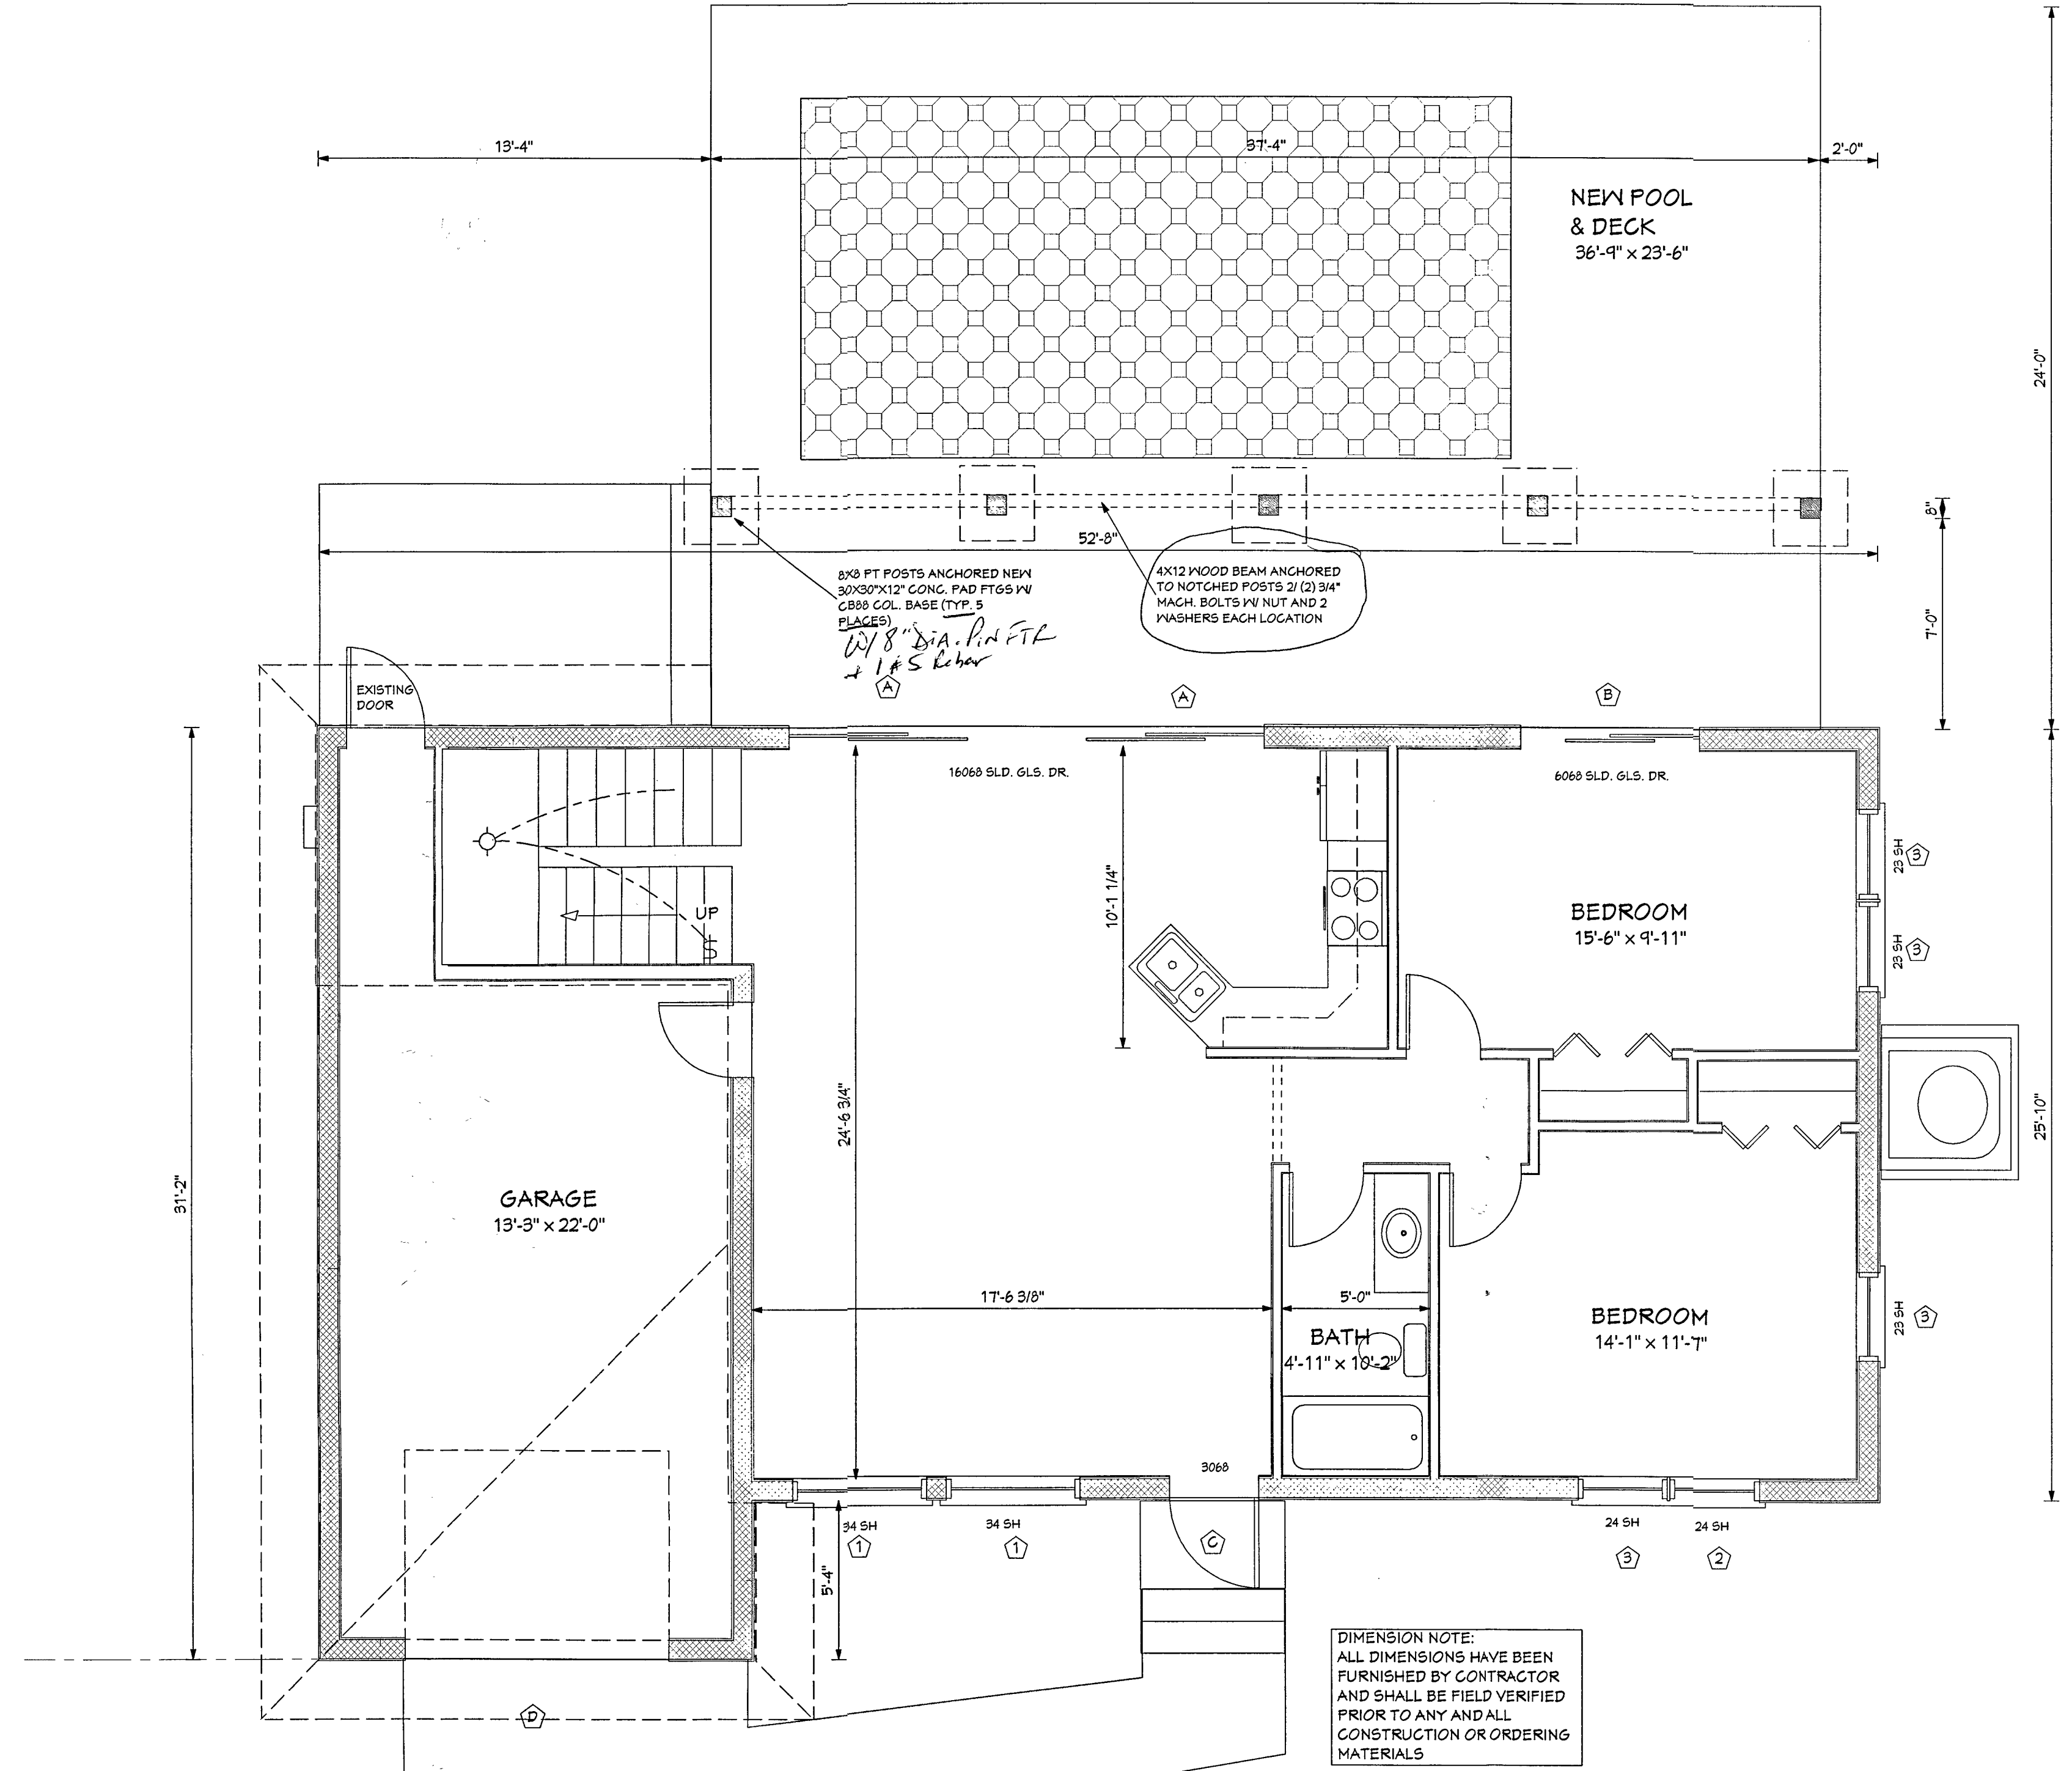 13'-4"
37'-4"
2'-0"
NEW POOL
& DECK
36'-9" x 23'-6"
24'-0"
8"
52'-8"
8X8 PT POSTS ANCHORED NEW
30X30"X12" CONC. PAD FTGS W/
CB88 COL. BASE (TYP. 5
PLACES)
W/ 8" DIA. PIN FTR
+ 1 #5 Rebar
4X12 WOOD BEAM ANCHORED
TO NOTCHED POSTS 2/ (2) 3/4"
MACH. BOLTS W/ NUT AND 2
WASHERS EACH LOCATION
7'-0"
A
A
B
EXISTING
DOOR
16068 SLD. GLS. DR.
6068 SLD. GLS. DR.
10'-1 1/4"
23 SH
3
UP
$
BEDROOM
15'-6" x 9'-11"
23 SH
3
24'-6 3/4"
25'-10"
31'-2"
GARAGE
13'-3" x 22'-0"
17'-6 3/8"
5'-0"
BATH
4'-11" x 10'-2"
BEDROOM
14'-1" x 11'-7"
23 SH
3
3068
34 SH
1
34 SH
1
C
24 SH
3
24 SH
2
5'-4"
D
DIMENSION NOTE:
ALL DIMENSIONS HAVE BEEN
FURNISHED BY CONTRACTOR
AND SHALL BE FIELD VERIFIED
PRIOR TO ANY AND ALL
CONSTRUCTION OR ORDERING
MATERIALS